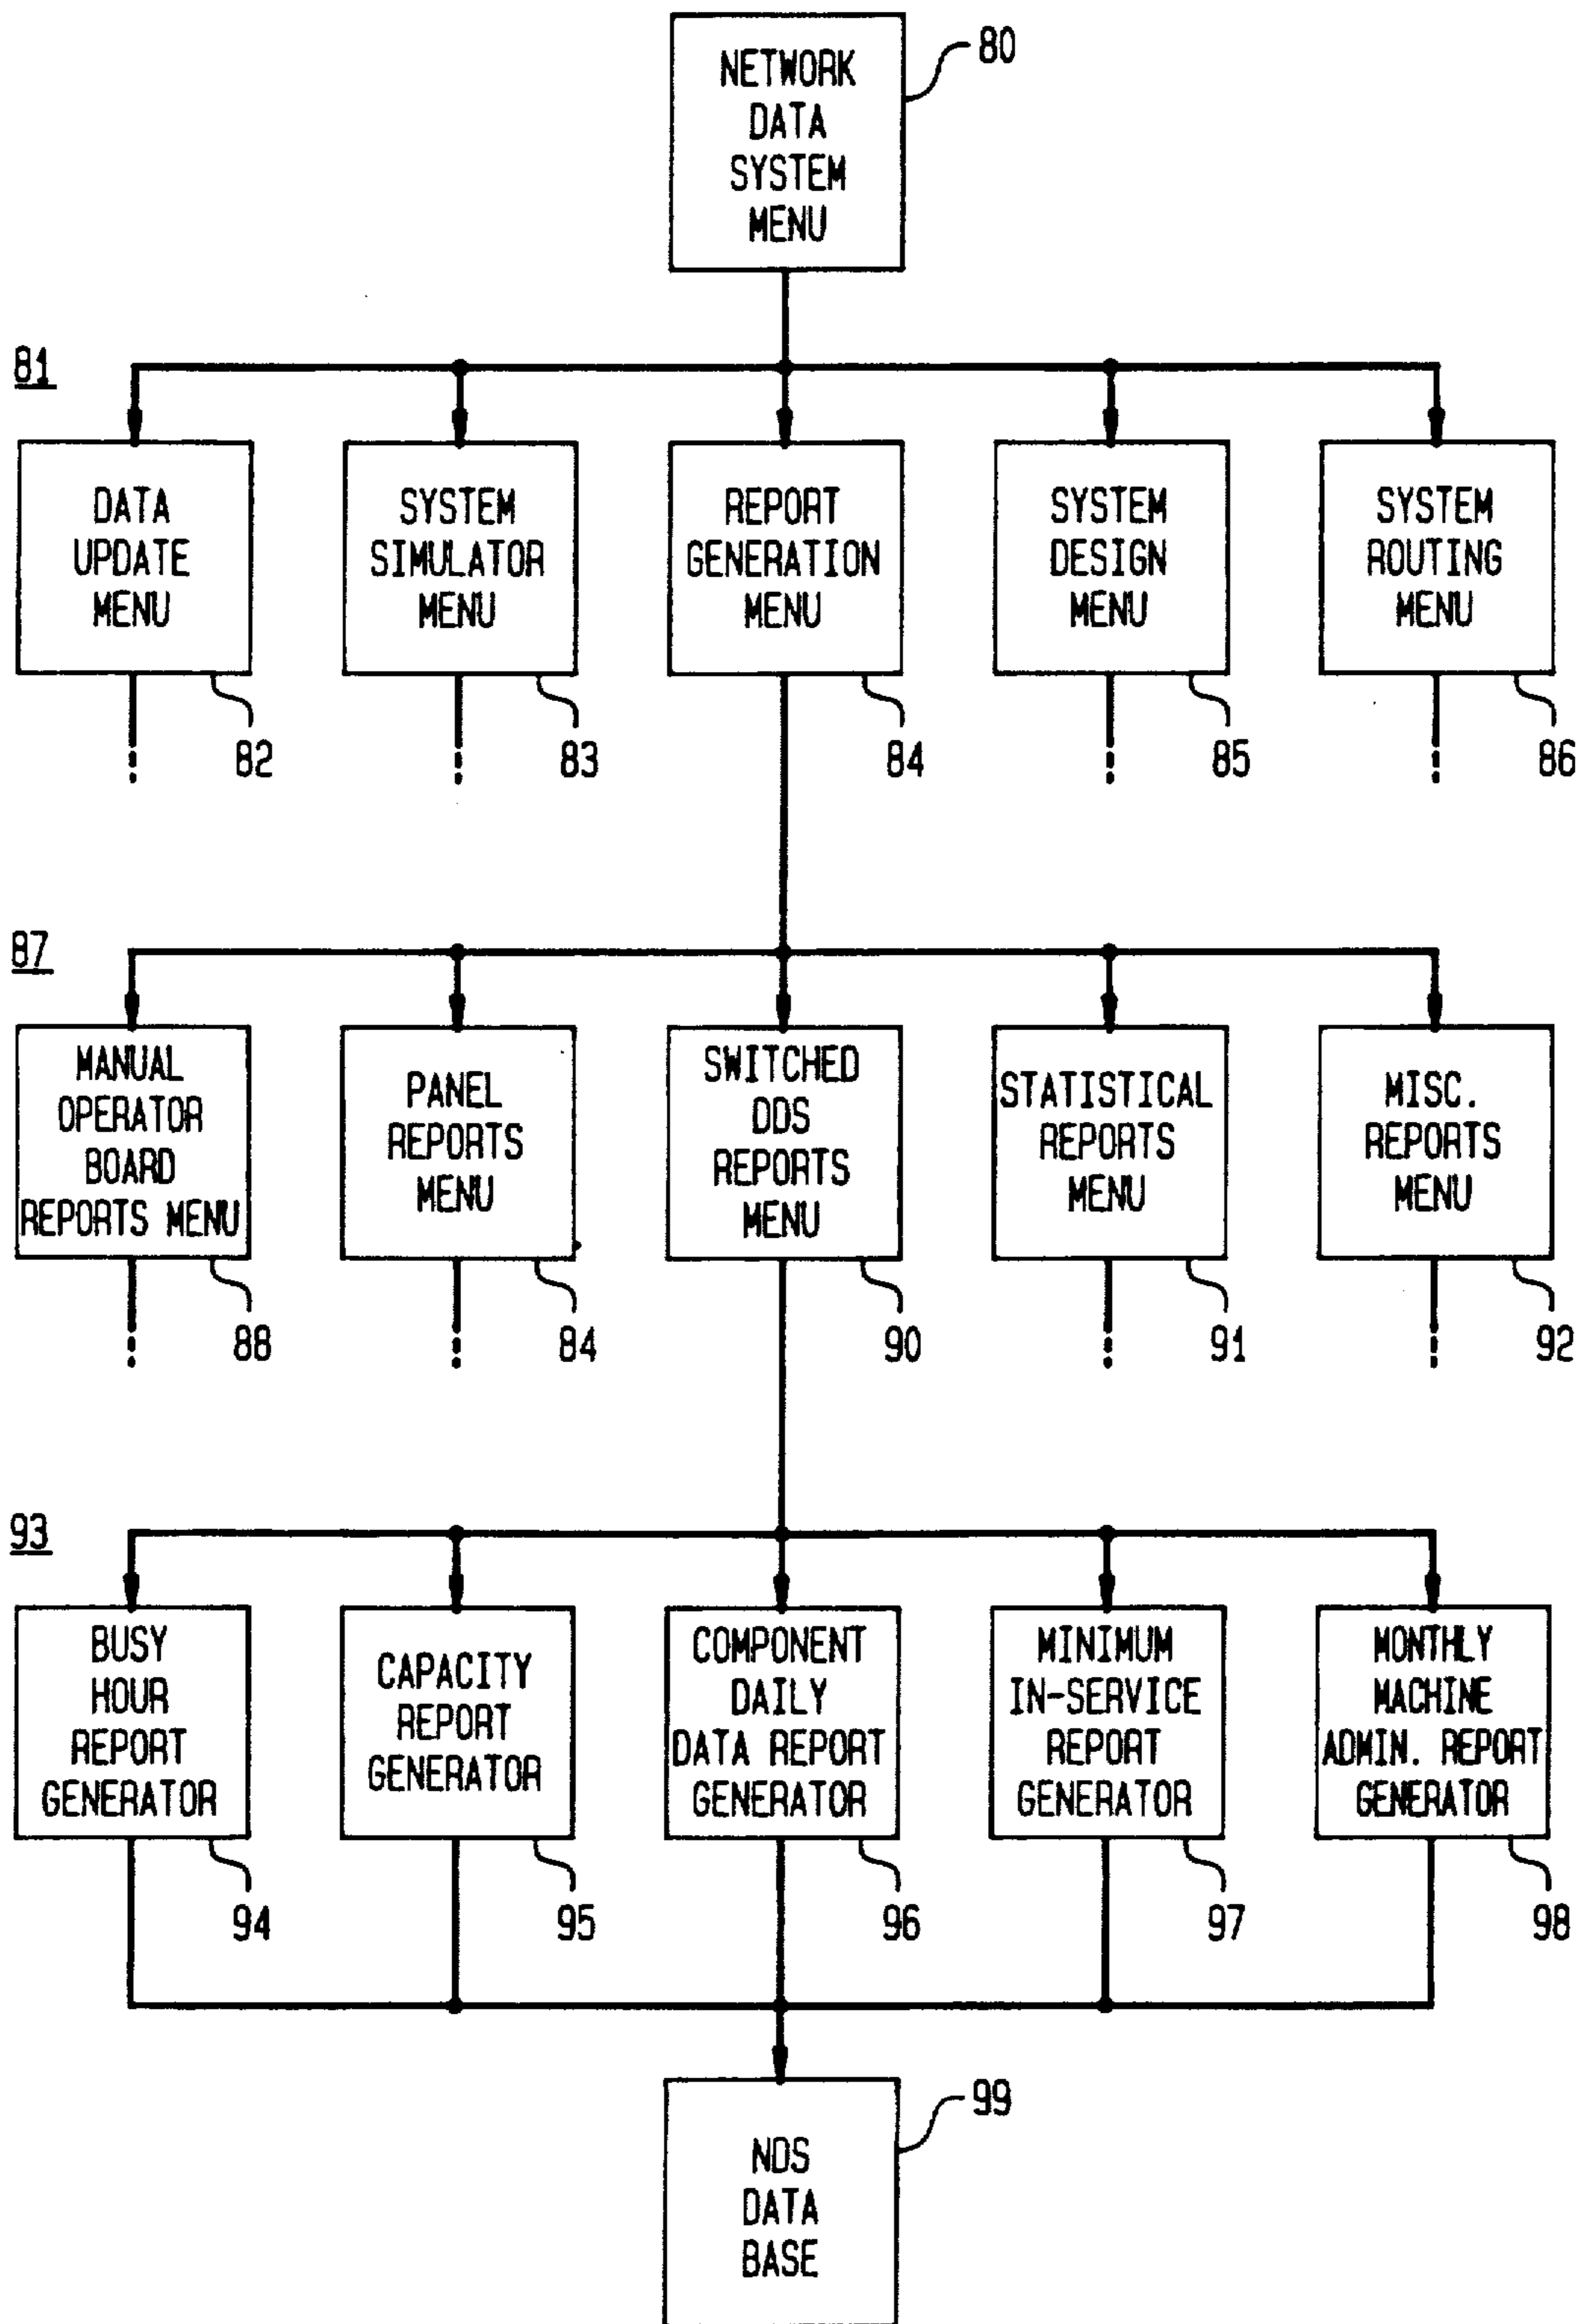 NETWORK
DATA
SYSTEM
MENU
80
81
DATA
UPDATE
MENU
82
SYSTEM
SIMULATOR
MENU
83
REPORT
GENERATION
MENU
84
SYSTEM
DESIGN
MENU
85
SYSTEM
ROUTING
MENU
86
87
MANUAL
OPERATOR
BOARD
REPORTS MENU
88
PANEL
REPORTS
MENU
84
SWITCHED
DDS
REPORTS
MENU
90
STATISTICAL
REPORTS
MENU
91
MISC.
REPORTS
MENU
92
93
BUSY
HOUR
REPORT
GENERATOR
94
CAPACITY
REPORT
GENERATOR
95
COMPONENT
DAILY
DATA REPORT
GENERATOR
96
MINIMUM
IN-SERVICE
REPORT
GENERATOR
97
MONTHLY
MACHINE
ADMIN. REPORT
GENERATOR
98
NDS
DATA
BASE
99